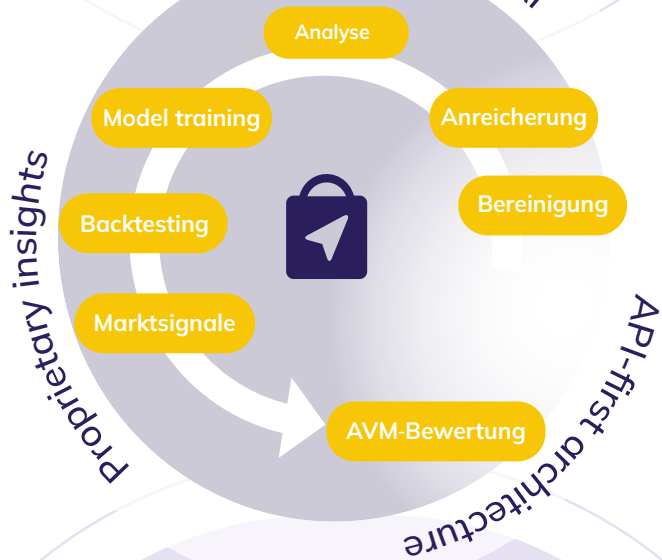 Analyse
Model training
Anreicherung
Bereinigung
Backtesting
Marktsignale
AVM-Bewertung
Proprietary insights
API-first architecture